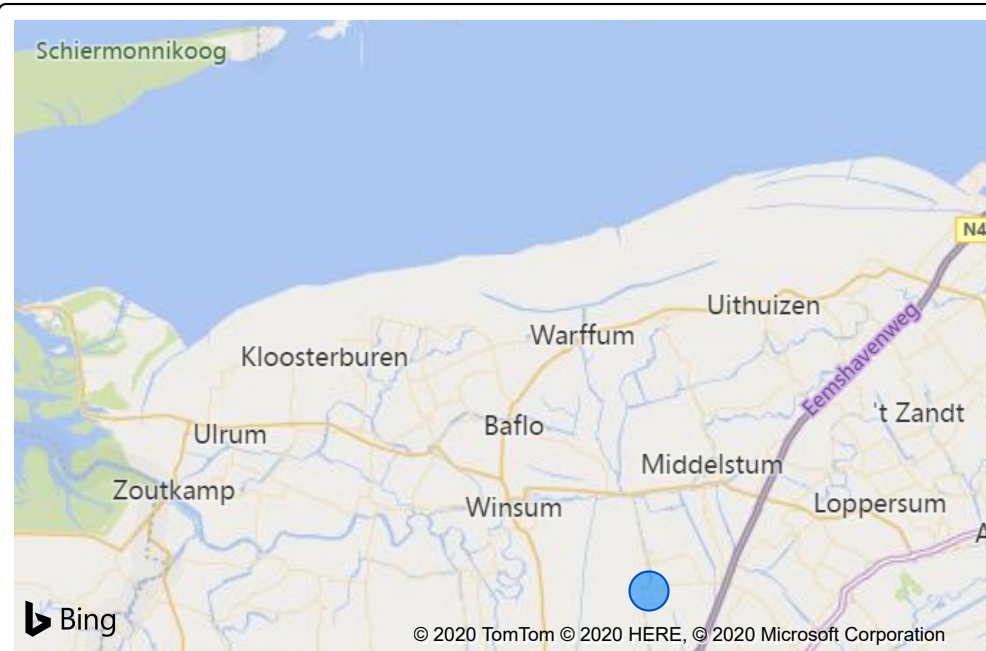 Schiermonnikoog
N4
Uithuizen
Warffum
Kloosterburen
Eemshavenweg
't Zandt
Baflo
Ulrum
Middelstum
Zoutkamp
Winsum
Loppersum
A
Bing
© 2020 TomTom © 2020 HERE, © 2020 Microsoft Corporation